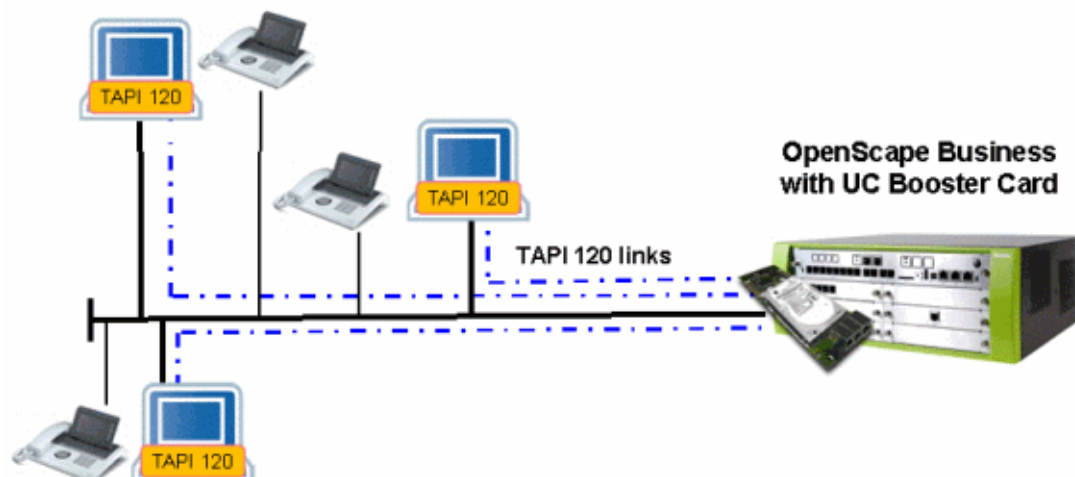 TAPI 120
TAPI 120
OpenScape Business
with UC Booster Card
TAPI 120 links
TAPI 120